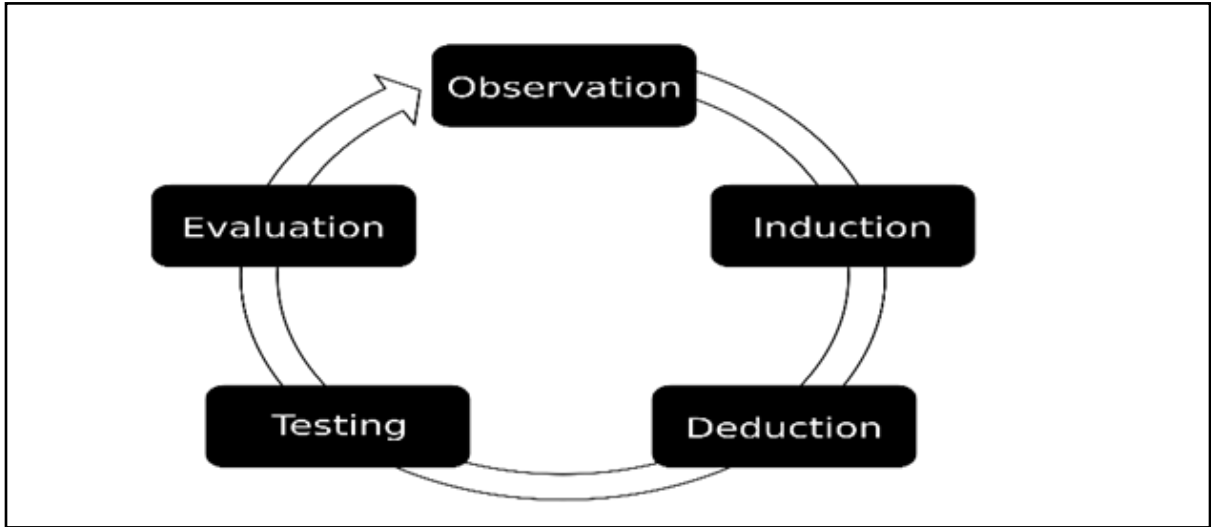 Observation
Induction
Deduction
Testing
Evaluation